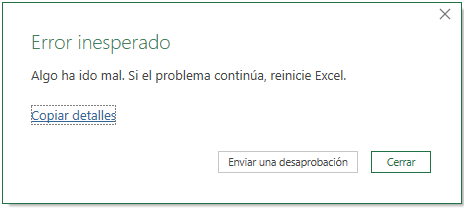 Error inesperado
Algo ha ido mal. Si el problema continúa, reinicie Excel.
Copiar detalles
Enviar una desaprobación
Cerrar